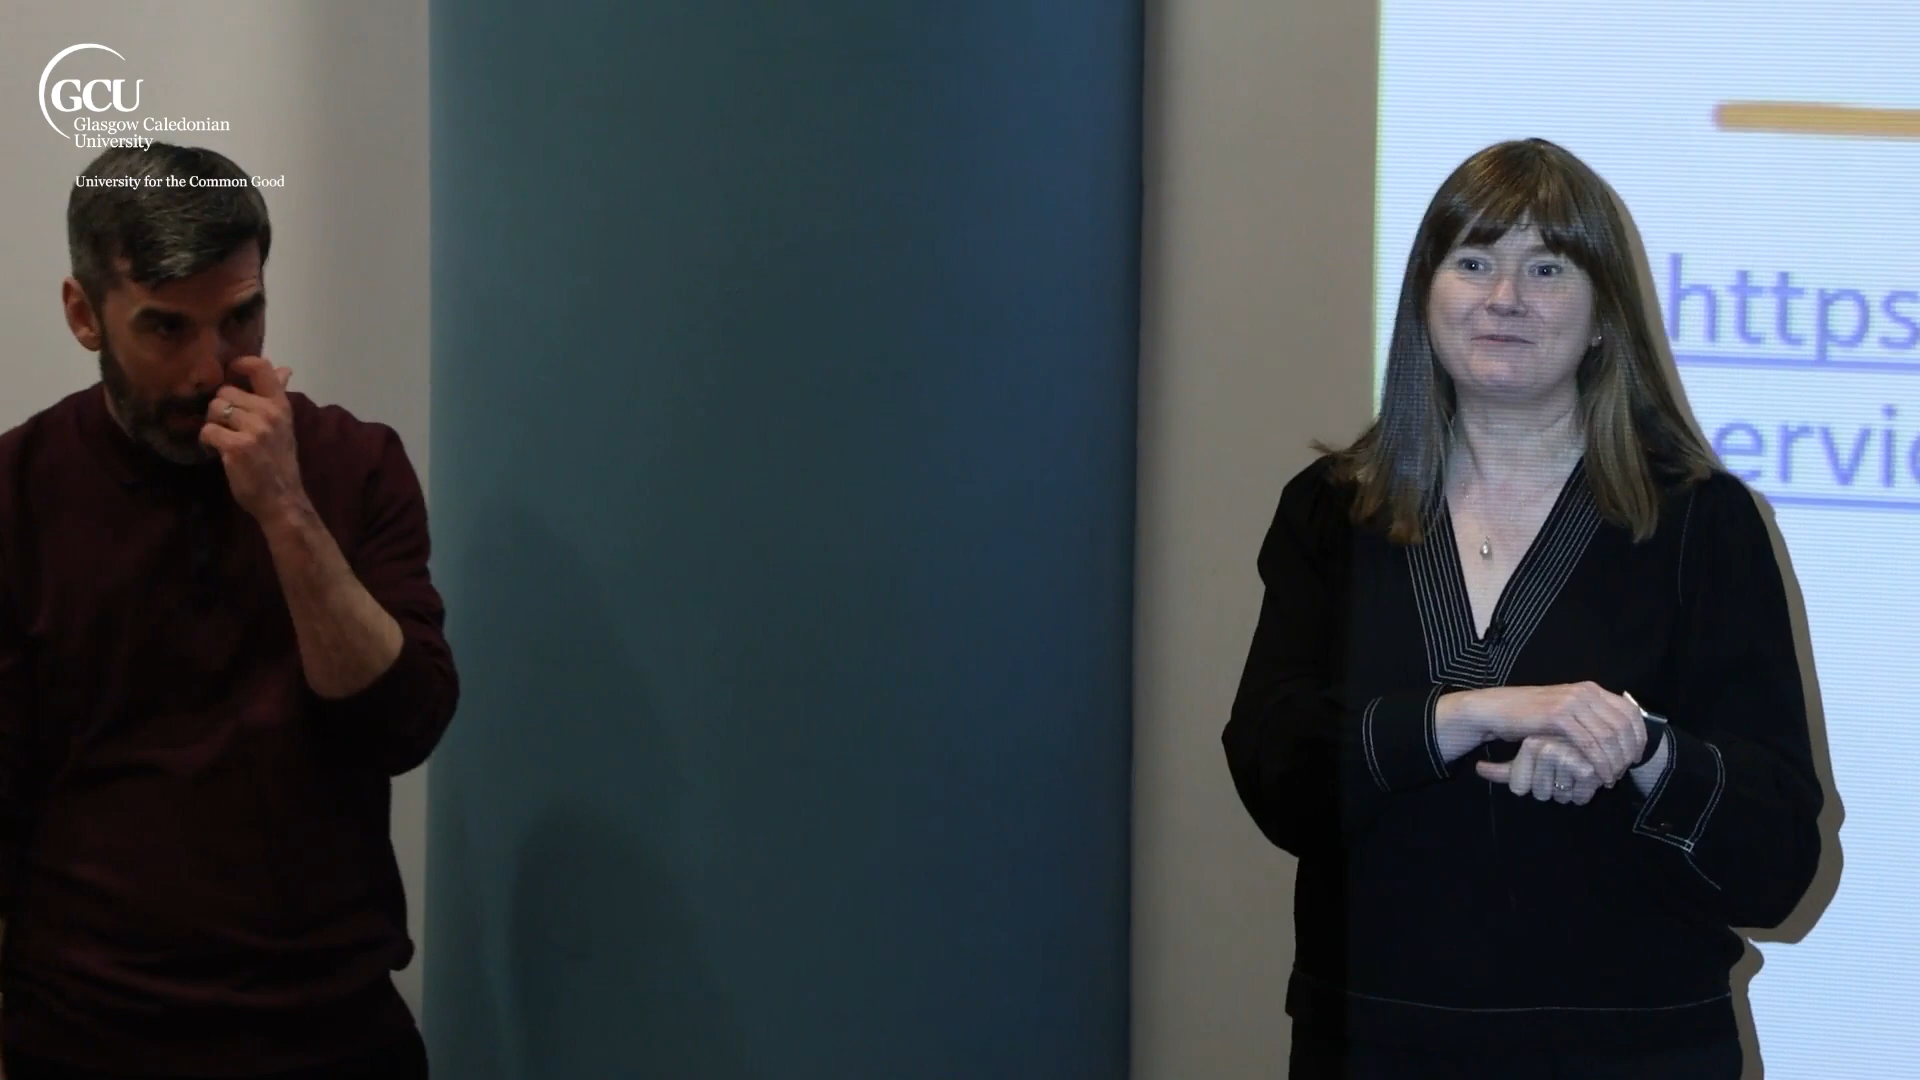 GCU
Glasgow Caledonian
University
University for the Common Good
https
ervic